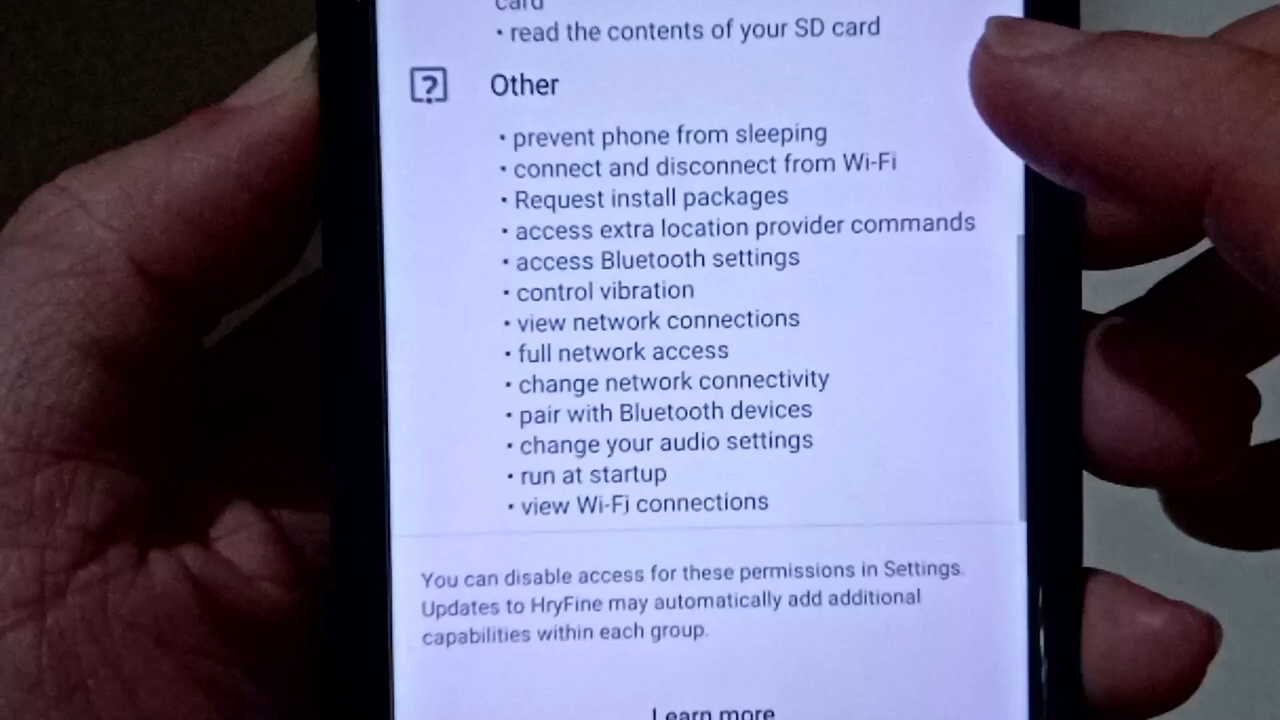 card
• read the contents of your SD card
Other
• prevent phone from sleeping
• connect and disconnect from Wi-Fi
• Request install packages
• access extra location provider commands
• access Bluetooth settings
• control vibration
• view network connections
• full network access
• change network connectivity
• pair with Bluetooth devices
• change your audio settings
• run at startup
• view Wi-Fi connections
You can disable access for these permissions in Settings.
Updates to HryFine may automatically add additional
capabilities within each group.
Learn more